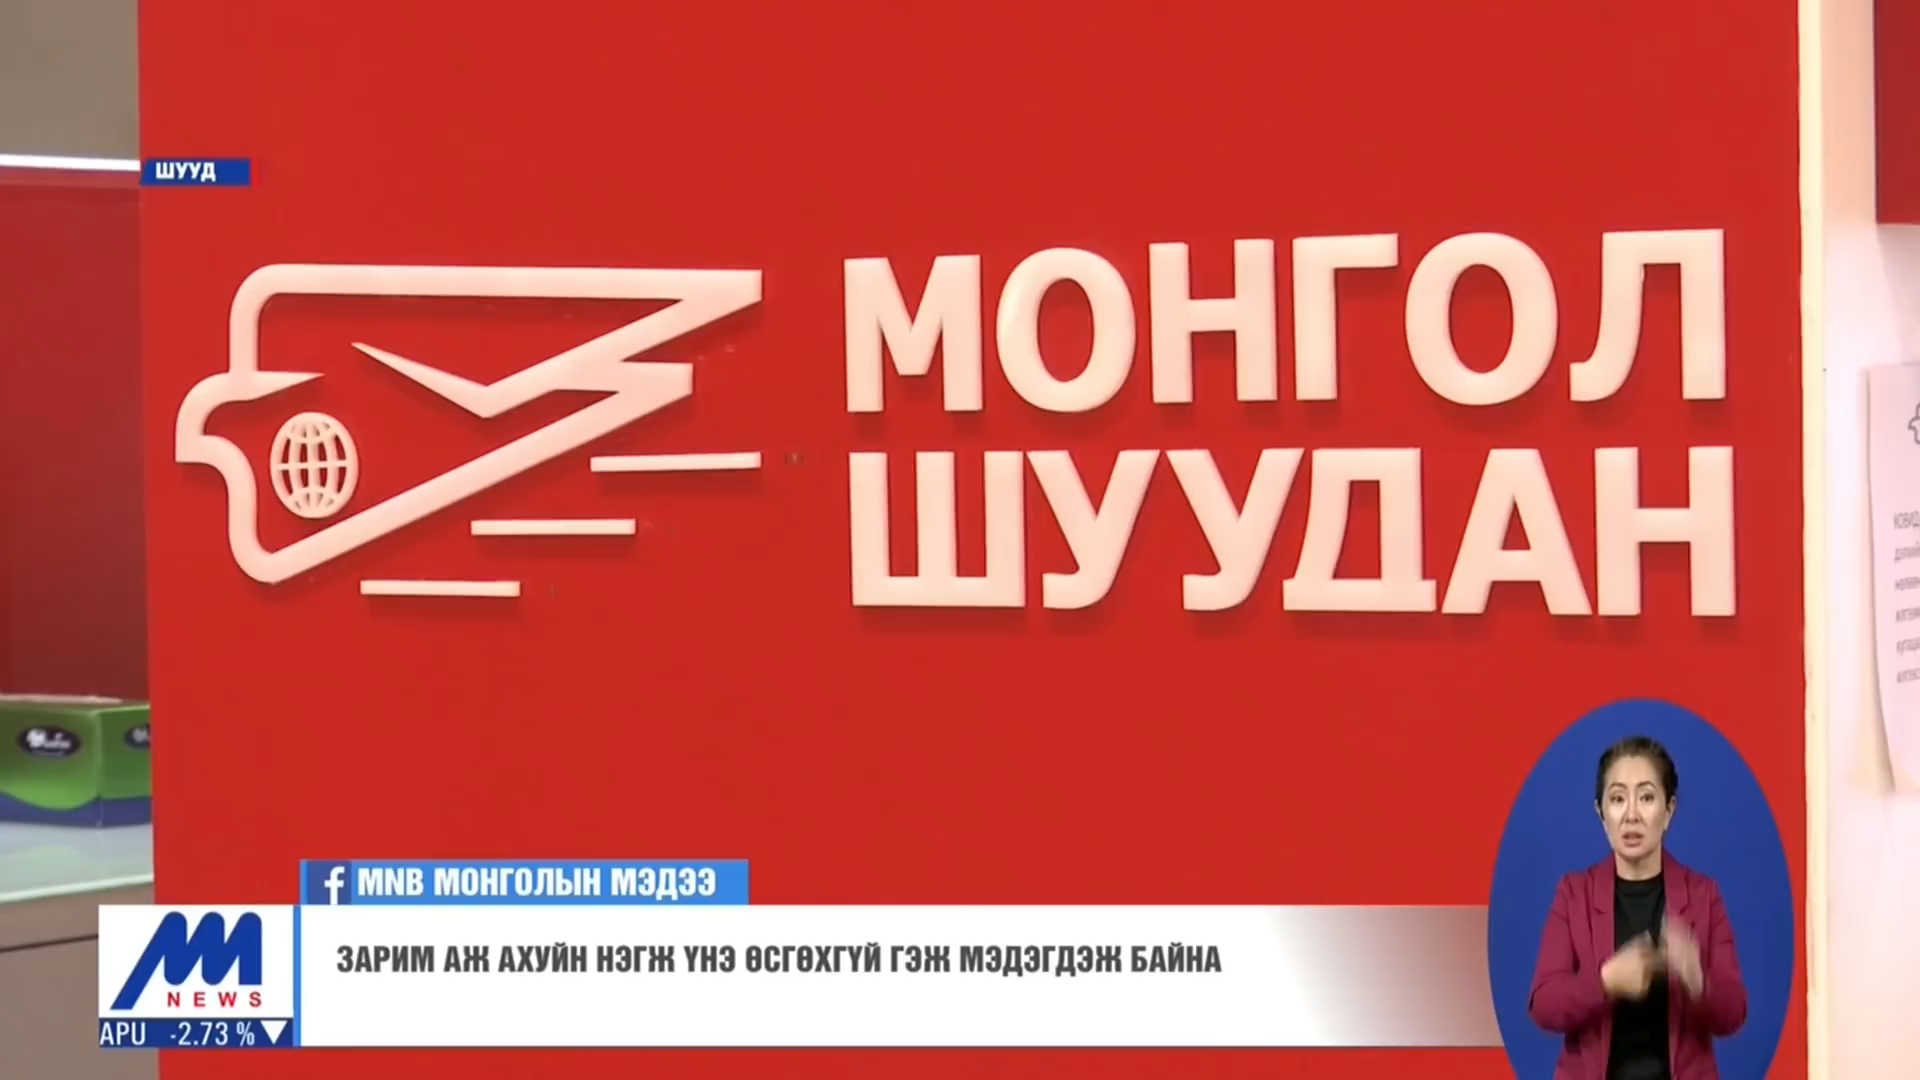 ШУУД
МОНГОЛ
ШУУДАН
MNB МОНГОЛЫН МЭДЭЭ
ЗАРИМ АЖ АХУЙН НЭГЖ ҮНЭ ӨСГӨХГҮЙ ГЭЖ МЭДЭГДЭЖ БАЙНА
NEWS
APU -2.73 %